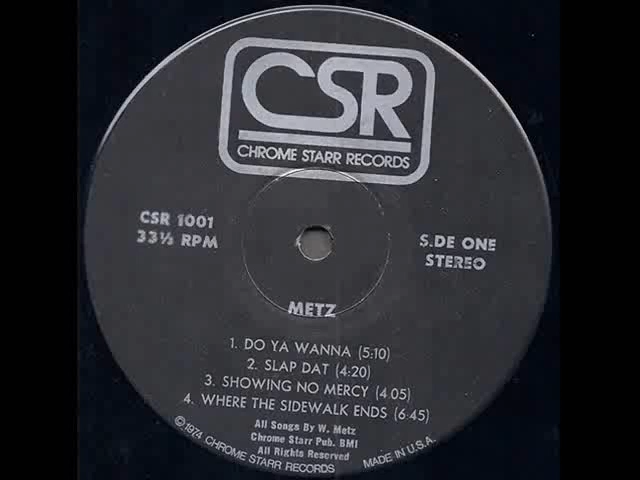 CSR
CHROME STARR RECORDS
CSR 1001
33⅓ RPM
S.DE ONE
STEREO
METZ
1. DO YA WANNA (5:10)
2. SLAP DAT (4:20)
3. SHOWING NO MERCY (4 05)
4. WHERE THE SIDEWALK ENDS (6:45)
All Songs By W. Metz
Chrome Starr Pub. BMI
All Rights Reserved
©1974 CHROME STARR RECORDS
MADE IN U.S.A.